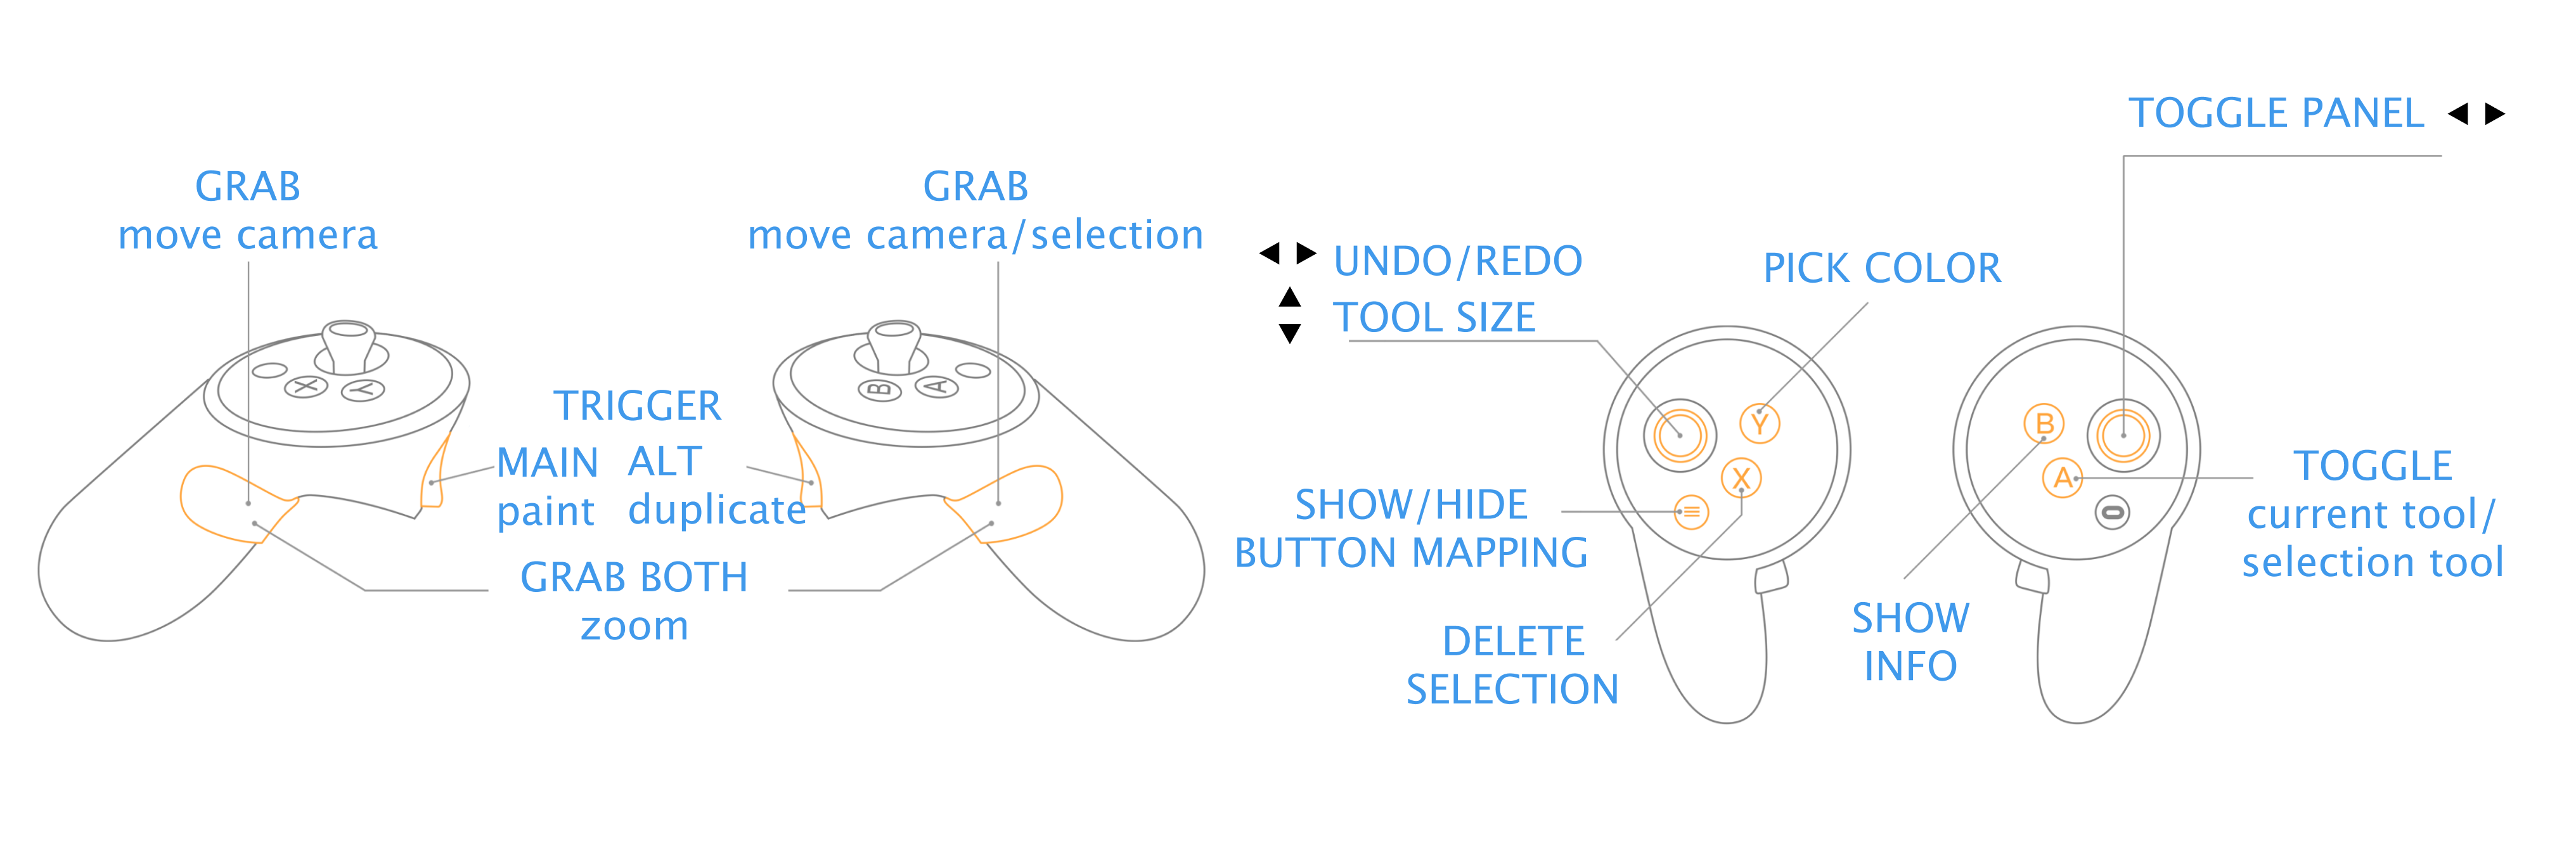 GRAB
move camera
X
Y
TRIGGER
MAIN
paint
ALT
duplicate
GRAB BOTH
zoom
GRAB
move camera/selection
B
A
UNDO/REDO
TOOL SIZE
PICK COLOR
Y
X
SHOW/HIDE
BUTTON MAPPING
DELETE
SELECTION
TOGGLE PANEL
B
A
SHOW
INFO
TOGGLE
current tool/
selection tool